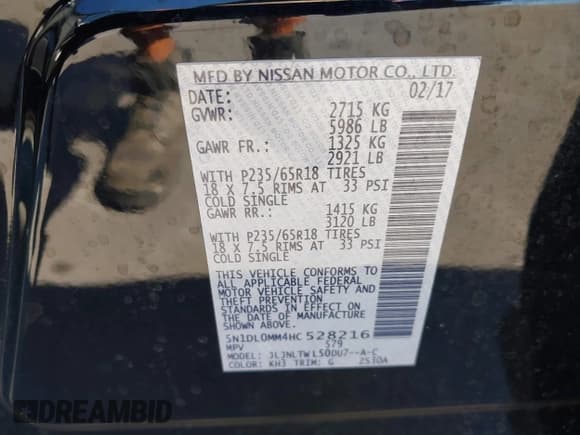 MFD BY NISSAN MOTOR CO., LTD.
DATE: 02/17
GVWR: 2715 KG
5986 LB
GAWR FR.: 1325 KG
2921 LB
WITH P235/65R18 TIRES
18 X 7.5 RIMS AT 33 PSI
COLD SINGLE
GAWR RR.: 1415 KG
3120 LB
WITH P235/65R18 TIRES
18 X 7.5 RIMS AT 33 PSI
COLD SINGLE
THIS VEHICLE CONFORMS TO
ALL APPLICABLE FEDERAL
MOTOR VEHICLE SAFETY AND
THEFT PREVENTION
STANDARDS IN EFFECT ON
THE DATE OF MANUFACTURE
SHOWN ABOVE.
5N1DL0MM4HC528216
MPV 579
MODEL: JLJNLTWL50DU7--A-C
COLOR: KH3 TRIM: G 2530A
DREAMBID